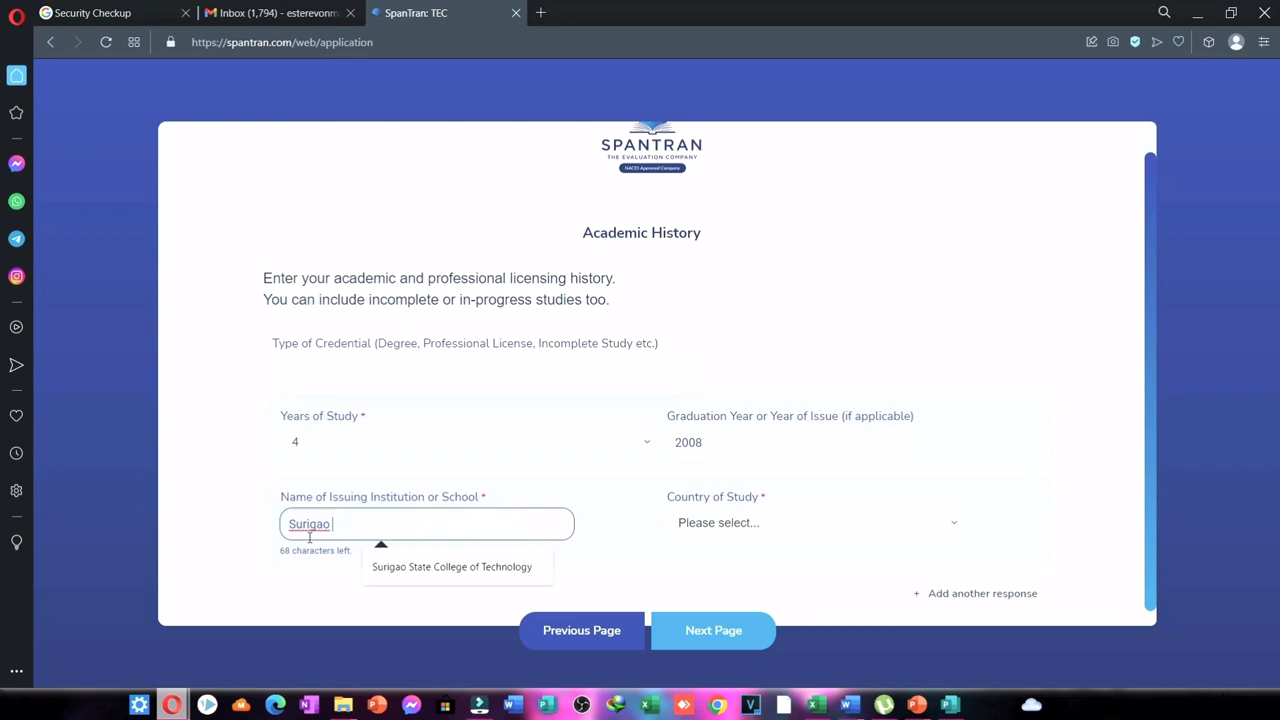 Security Checkup
Inbox (1,794) - esterevonm
SpanTran: TEC
https://spantran.com/web/application
SPANTRAN
THE EVALUATION COMPANY
NACES Approved Company
Academic History
Enter your academic and professional licensing history.
You can include incomplete or in-progress studies too.
Type of Credential (Degree, Professional License, Incomplete Study etc.)
Years of Study *
Graduation Year or Year of Issue (if applicable)
4
2008
Name of Issuing Institution or School *
Country of Study *
Surigao
Please select...
68 characters left.
Surigao State College of Technology
+ Add another response
Previous Page
Next Page